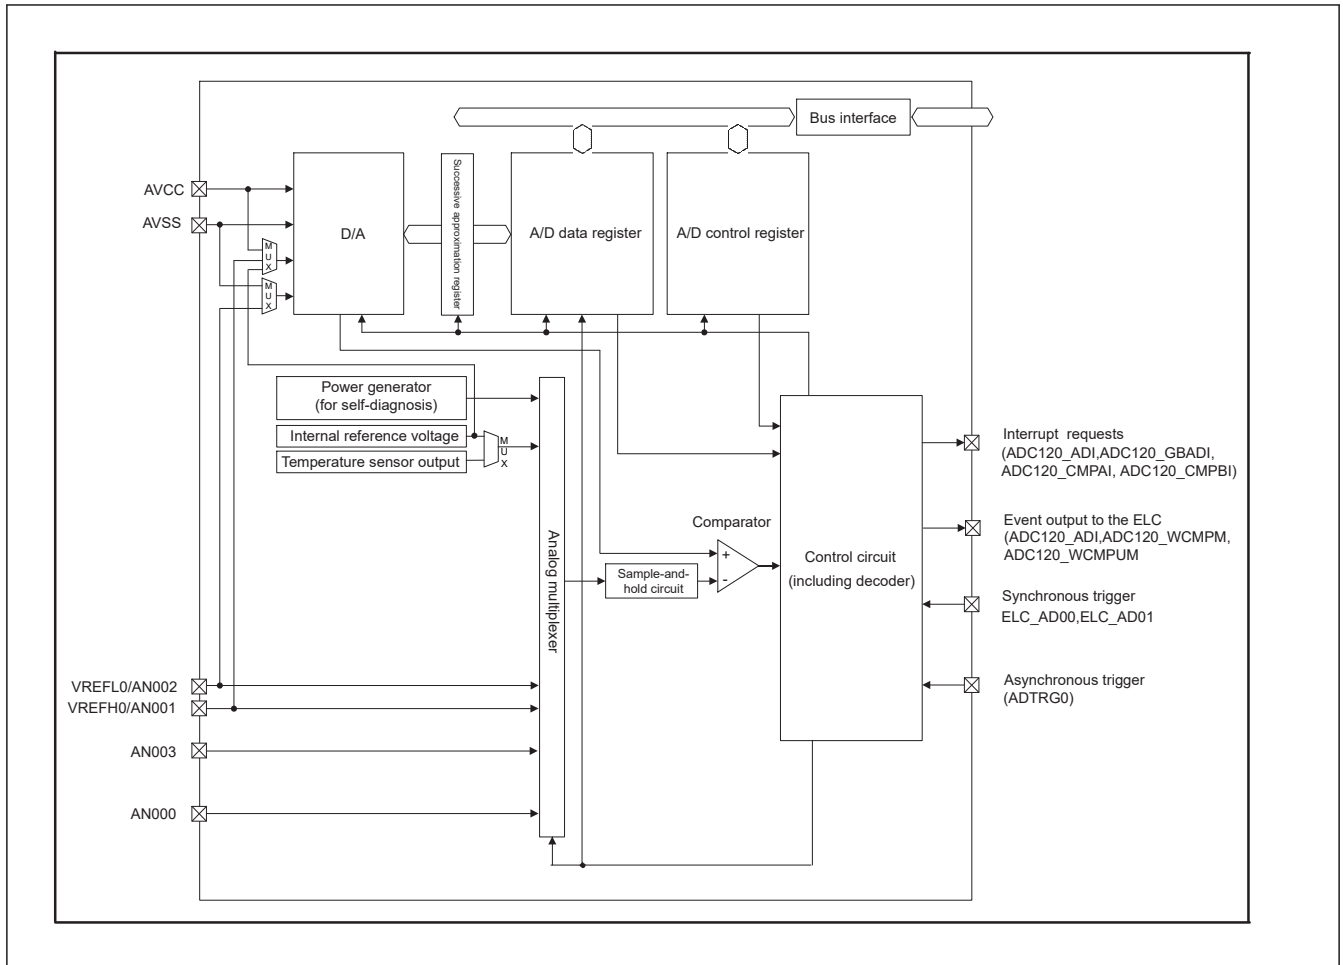 Bus interface
AVCC
AVSS
D/A
Successive approximation register
A/D data register
A/D control register
MUX
MUX
Power generator
(for self-diagnosis)
Internal reference voltage
Temperature sensor output
MUX
Analog multiplexer
Comparator
+
-
Sample-and-
hold circuit
Control circuit
(including decoder)
Interrupt requests
(ADC120_ADI,ADC120_GBADI,
ADC120_CMPAI, ADC120_CMPBI)
Event output to the ELC
(ADC120_ADI,ADC120_WCMPM,
ADC120_WCMPUM
Synchronous trigger
ELC_AD00,ELC_AD01
Asynchronous trigger
(ADTRG0)
VREFL0/AN002
VREFH0/AN001
AN003
AN000